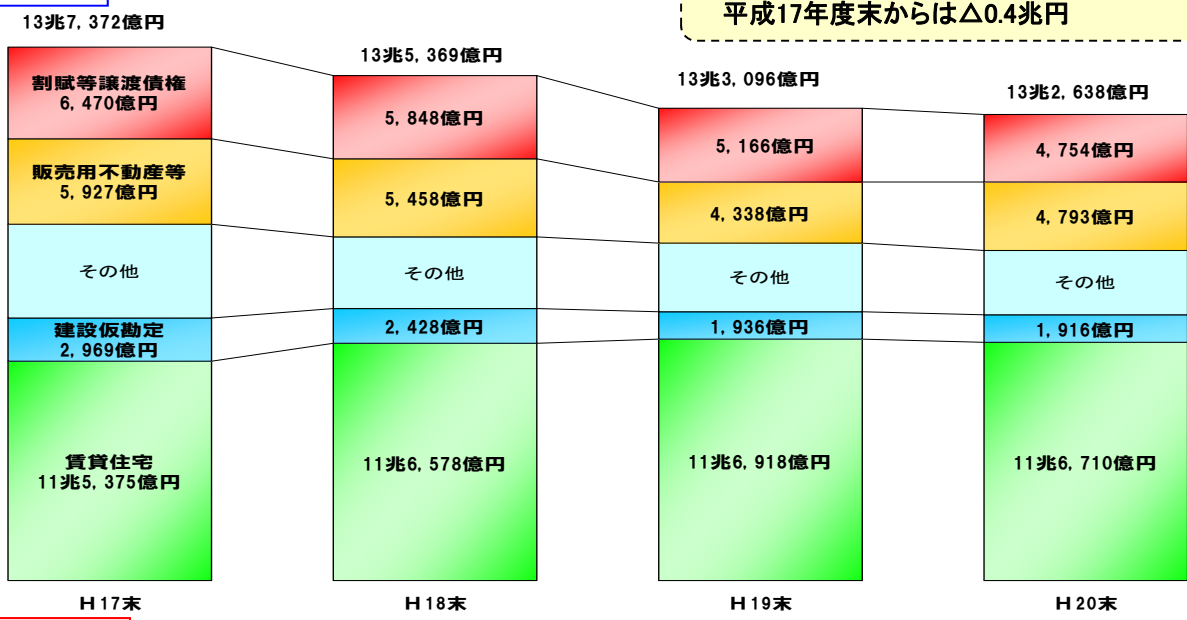 平成17年度末からは△0.4兆円
13兆7,372億円
割賦等譲渡債権
6,470億円
販売用不動産等
5,927億円
その他
建設仮勘定
2,969億円
賃貸住宅
11兆5,375億円
H17末
13兆5,369億円
5,848億円
5,458億円
その他
2,428億円
11兆6,578億円
H18末
13兆3,096億円
5,166億円
4,338億円
その他
1,936億円
11兆6,918億円
H19末
13兆2,638億円
4,754億円
4,793億円
その他
1,916億円
11兆6,710億円
H20末